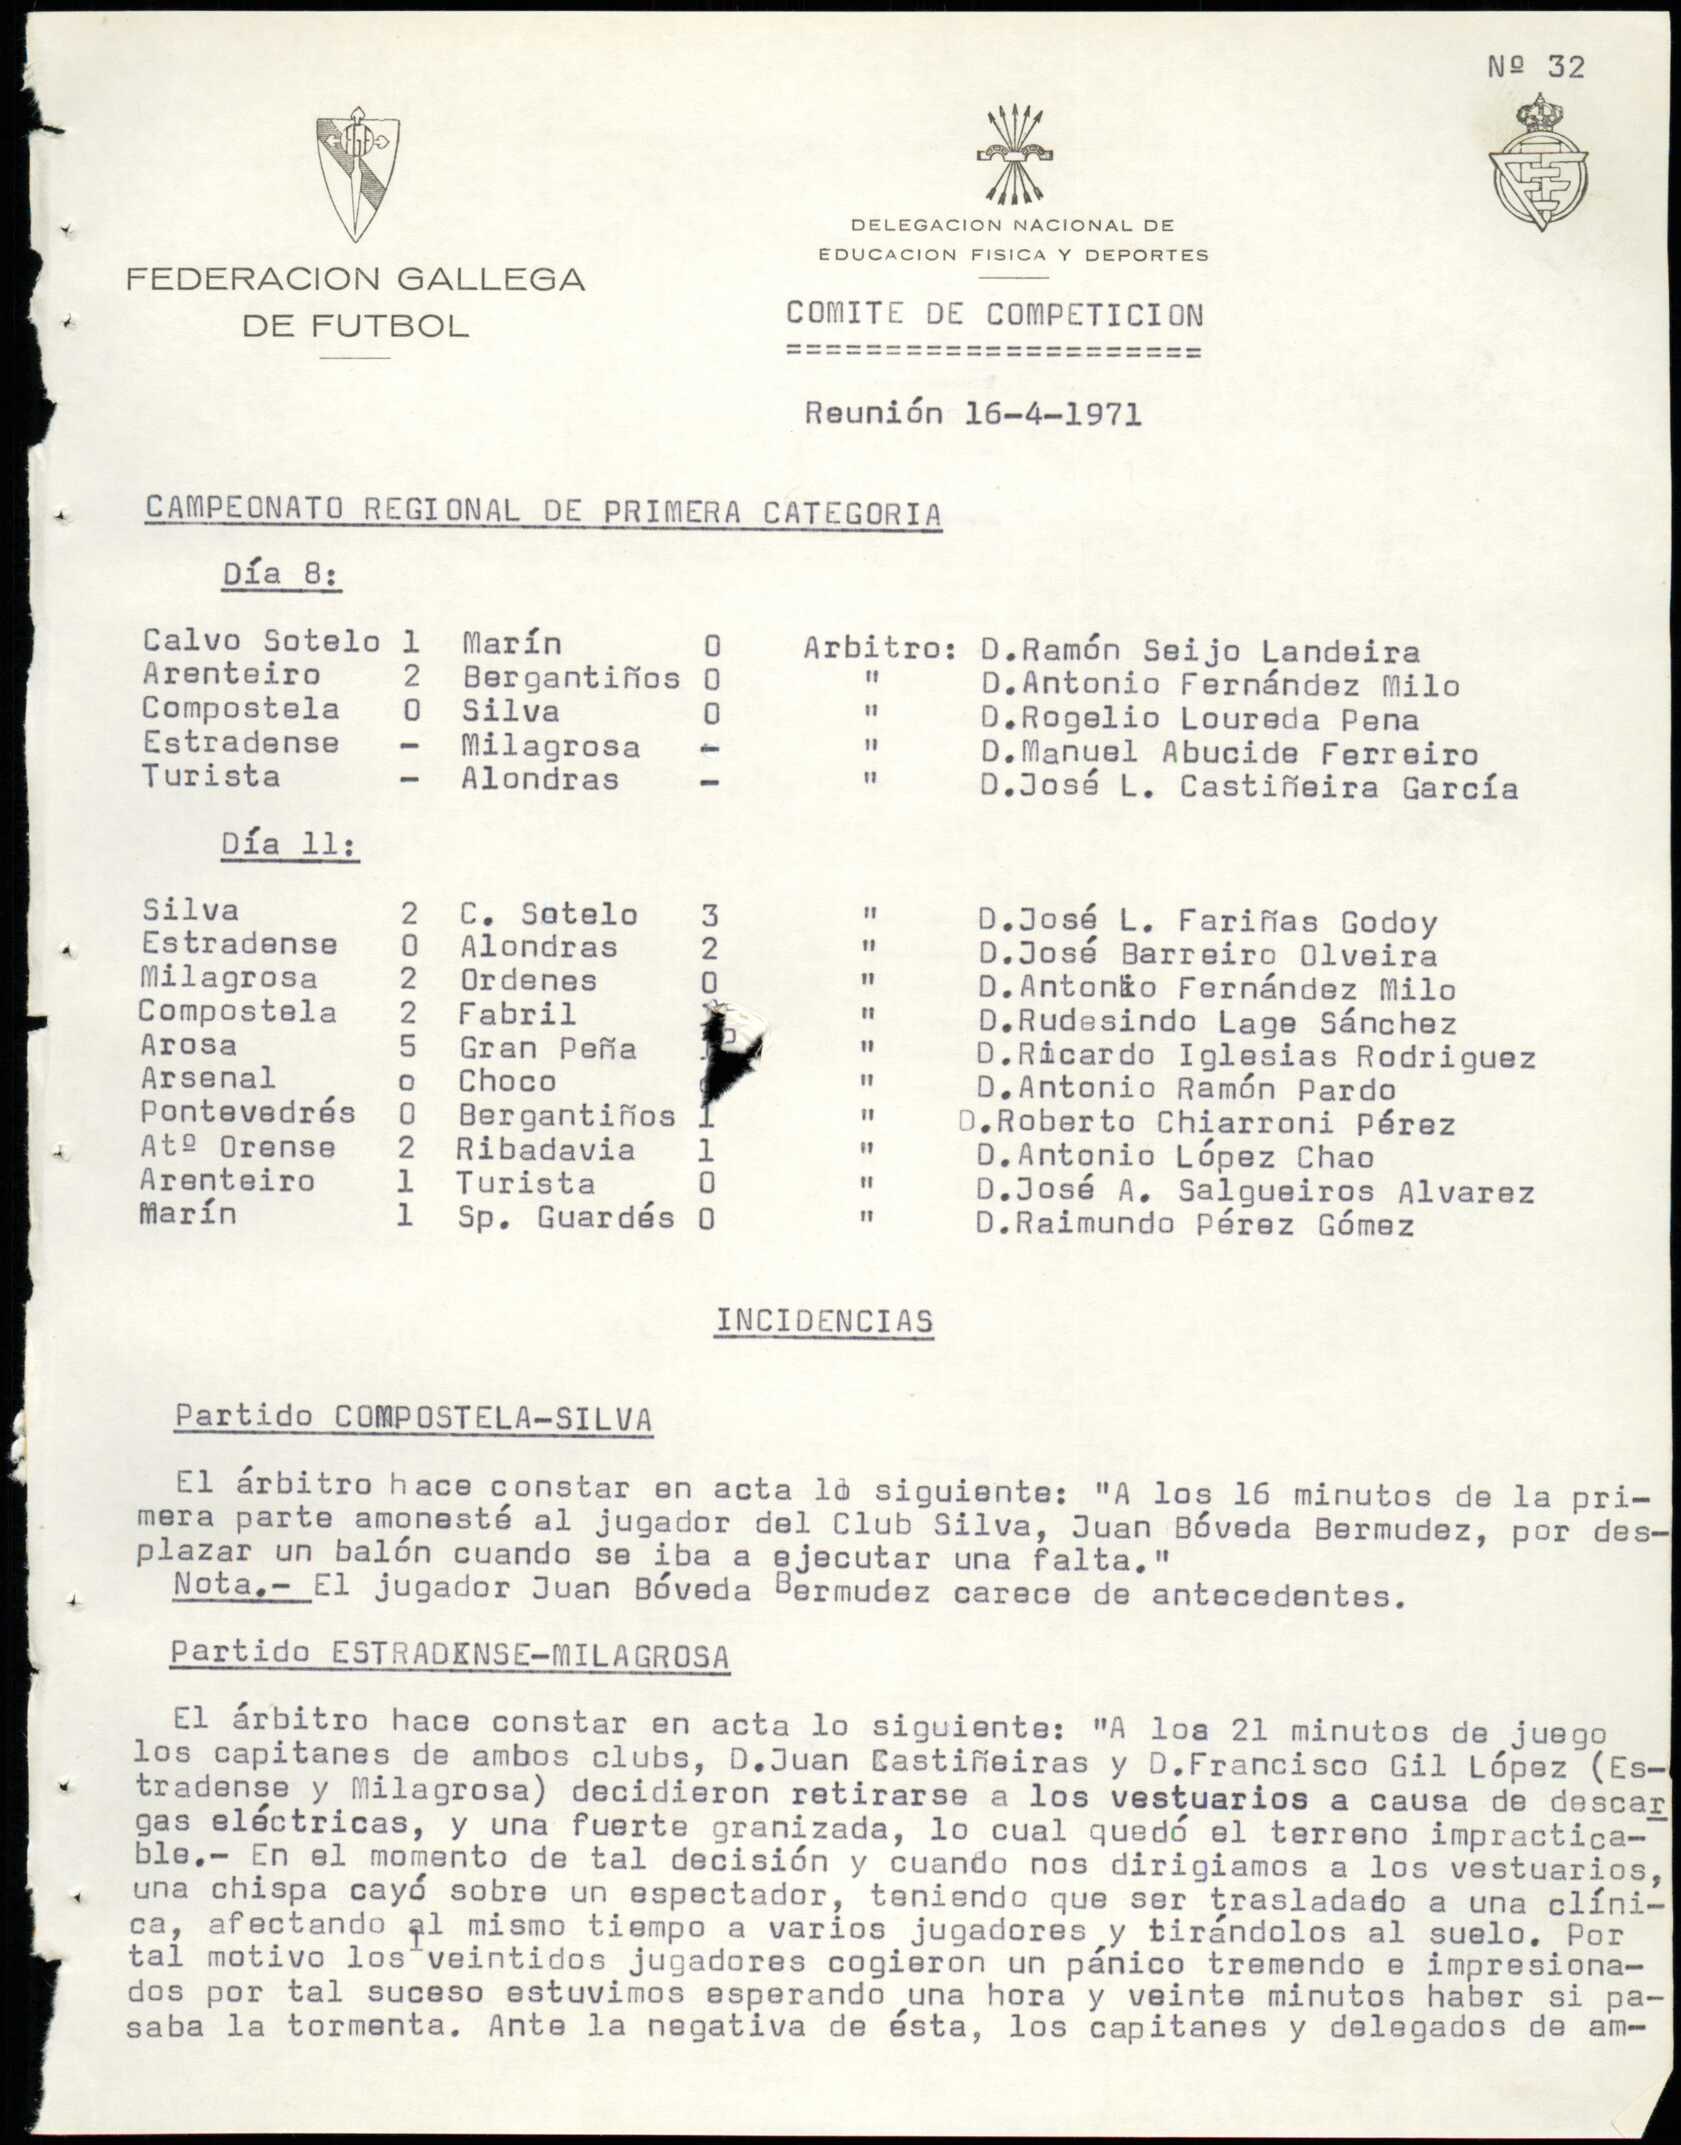 Nº 32
FEDERACION GALLEGA
DE FUTBOL
DELEGACION NACIONAL DE
EDUCACION FISICA Y DEPORTES
COMITE DE COMPETICION
=====================
Reunión 16-4-1971
CAMPEONATO REGIONAL DE PRIMERA CATEGORIA
Día 8:
Calvo Sotelo 1 Marín 0 Arbitro: D.Ramón Seijo Landeira
Arenteiro 2 Bergantiños 0 " D.Antonio Fernández Milo
Compostela 0 Silva 0 " D.Rogelio Loureda Pena
Estradense - Milagrosa - " D.Manuel Abucide Ferreiro
Turista - Alondras - " D.José L. Castiñeira García
Día 11:
Silva 2 C. Sotelo 3 " D.José L. Fariñas Godoy
Estradense 0 Alondras 2 " D.José Barreiro Olveira
Milagrosa 2 Ordenes 0 " D.Antonio Fernández Milo
Compostela 2 Fabril " D.Rudesindo Lage Sánchez
Arosa 5 Gran Peña " D.Ricardo Iglesias Rodriguez
Arsenal o Choco " D.Antonio Ramón Pardo
Pontevedrés 0 Bergantiños 1 " D.Roberto Chiarroni Pérez
Atº Orense 2 Ribadavia 1 " D.Antonio López Chao
Arenteiro 1 Turista 0 " D.José A. Salgueiros Alvarez
Marín 1 Sp. Guardés 0 " D.Raimundo Pérez Gómez
INCIDENCIAS
Partido COMPOSTELA-SILVA
El árbitro hace constar en acta lo siguiente: "A los 16 minutos de la pri-
mera parte amonesté al jugador del Club Silva, Juan Bóveda Bermudez, por des-
plazar un balón cuando se iba a ejecutar una falta."
Nota.- El jugador Juan Bóveda Bermudez carece de antecedentes.
Partido ESTRADENSE-MILAGROSA
El árbitro hace constar en acta lo siguiente: "A los 21 minutos de juego
los capitanes de ambos clubs, D.Juan Castiñeiras y D.Francisco Gil López (Es-
tradense y Milagrosa) decidieron retirarse a los vestuarios a causa de descar
gas eléctricas, y una fuerte granizada, lo cual quedó el terreno impractica-
ble.- En el momento de tal decisión y cuando nos dirigiamos a los vestuarios,
una chispa cayó sobre un espectador, teniendo que ser trasladado a una clíni-
ca, afectando al mismo tiempo a varios jugadores y tirándolos al suelo. Por
tal motivo los veintidos jugadores cogieron un pánico tremendo e impresiona-
dos por tal suceso estuvimos esperando una hora y veinte minutos haber si pa-
saba la tormenta. Ante la negativa de ésta, los capitanes y delegados de am-